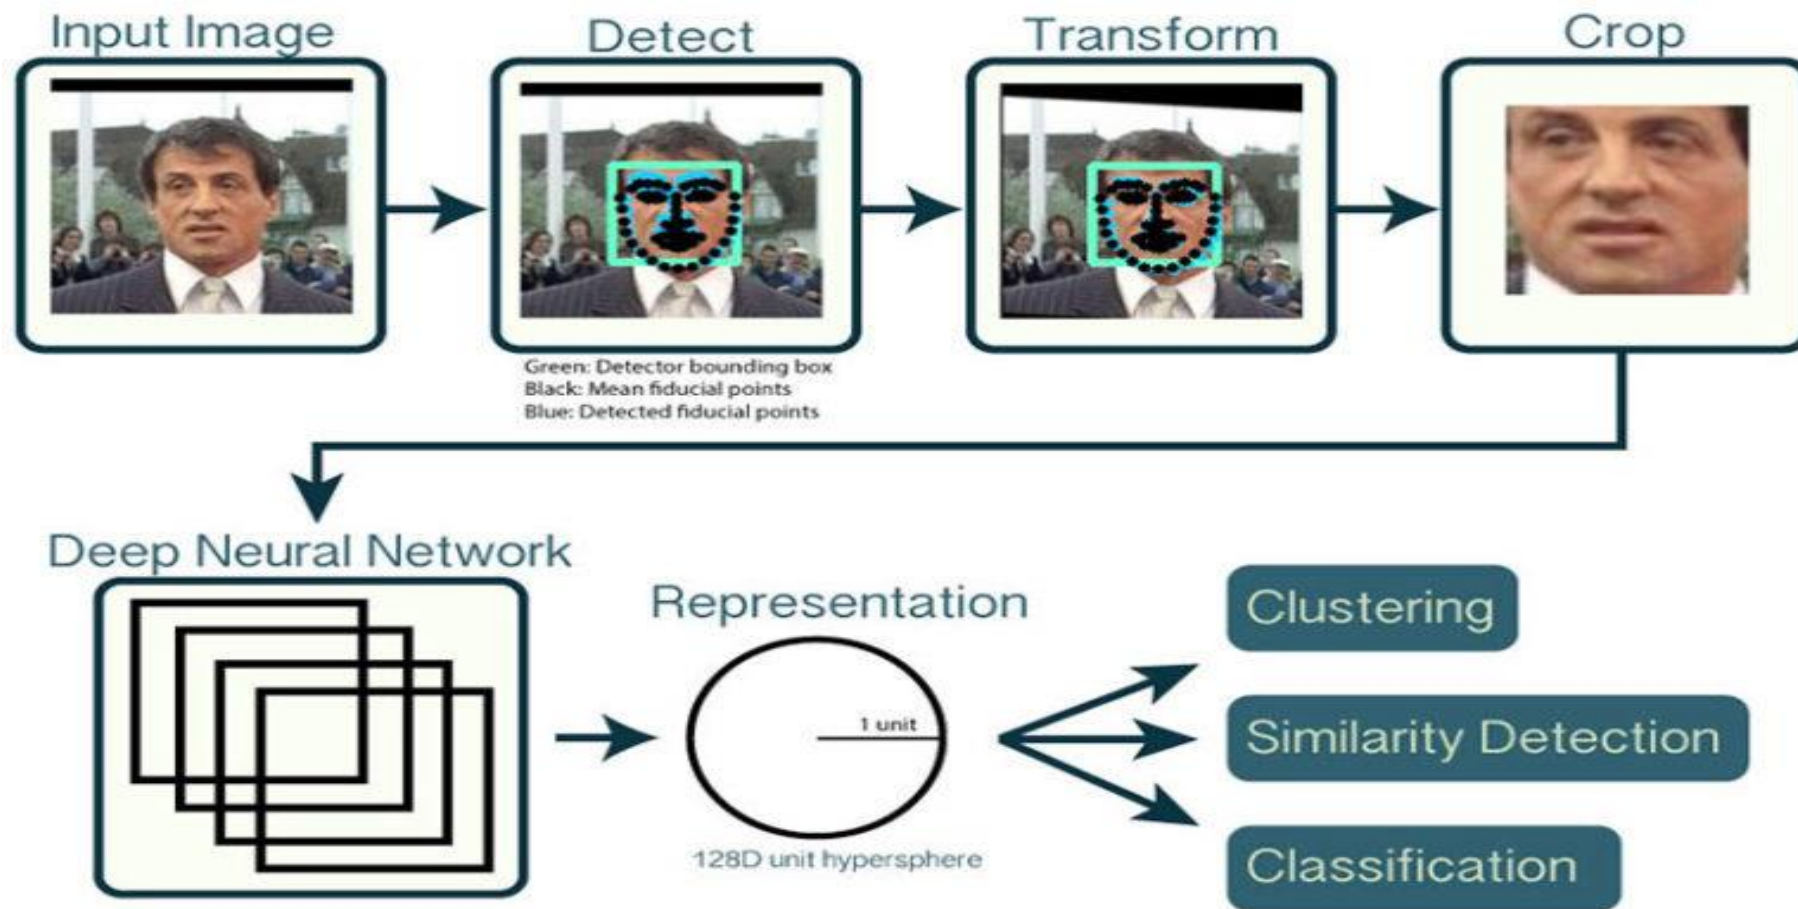 Input Image
Detect
Transform
Crop
Green: Detector bounding box
Black: Mean fiducial points
Blue: Detected fiducial points
Deep Neural Network
Representation
1 unit
128D unit hypersphere
Clustering
Similarity Detection
Classification